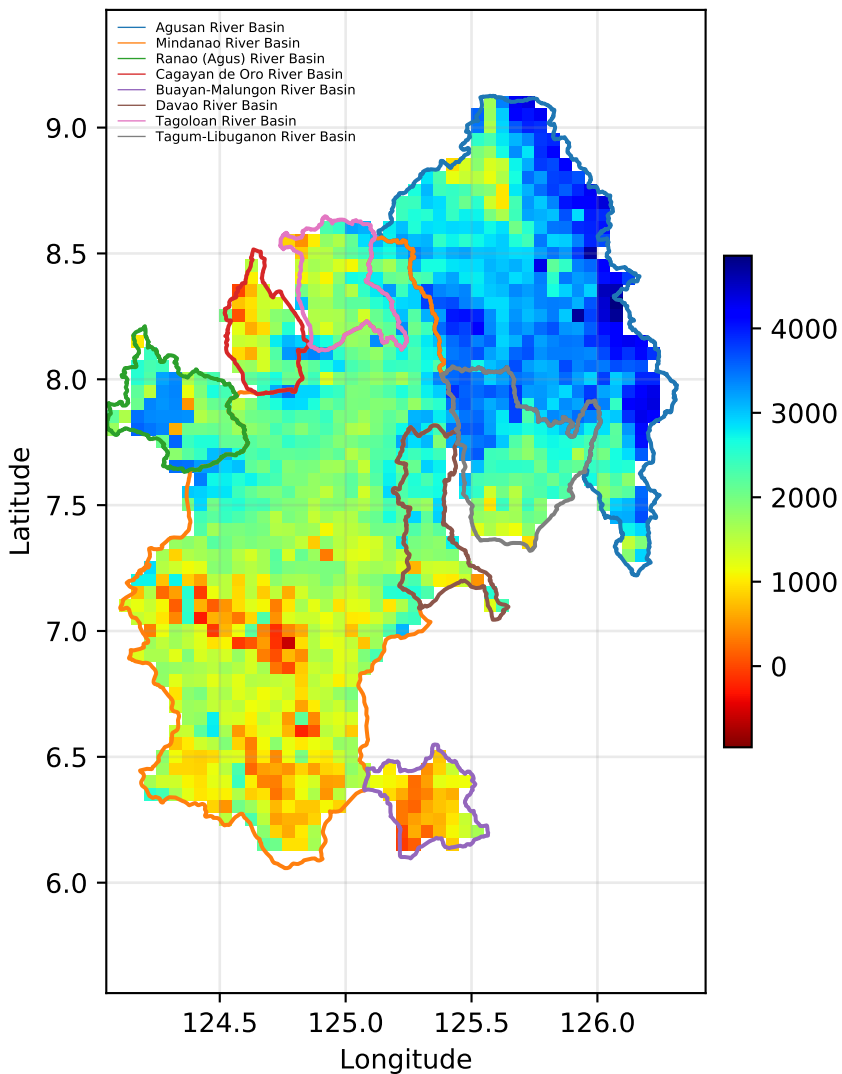 Agusan River Basin
Mindanao River Basin
Ranao (Agus) River Basin
Cagayan de Oro River Basin
Buayan-Malungon River Basin
Davao River Basin
Tagoloan River Basin
Tagum-Libuganon River Basin
9.0
8.5
8.0
7.5
7.0
6.5
6.0
Latitude
4000
3000
2000
1000
0
124.5 125.0 125.5 126.0
Longitude